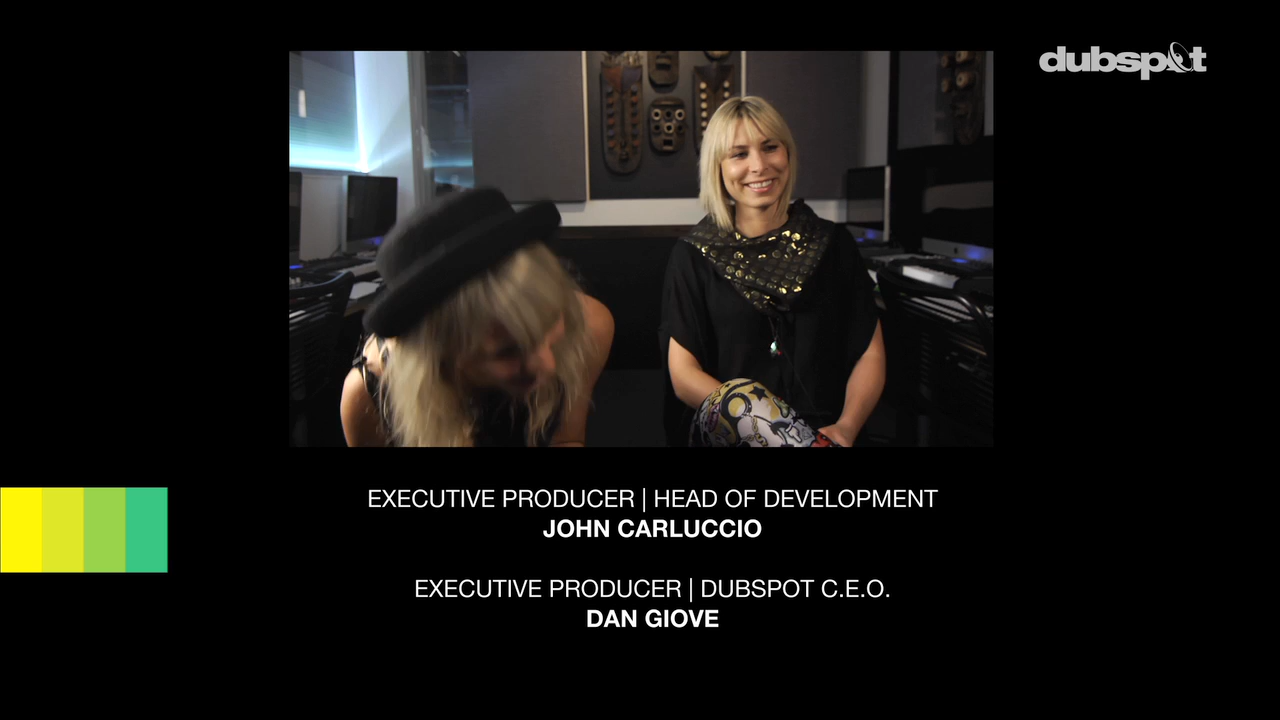 dubspot
EXECUTIVE PRODUCER | HEAD OF DEVELOPMENT
JOHN CARLUCCIO
EXECUTIVE PRODUCER | DUBSPOT C.E.O.
DAN GIOVE